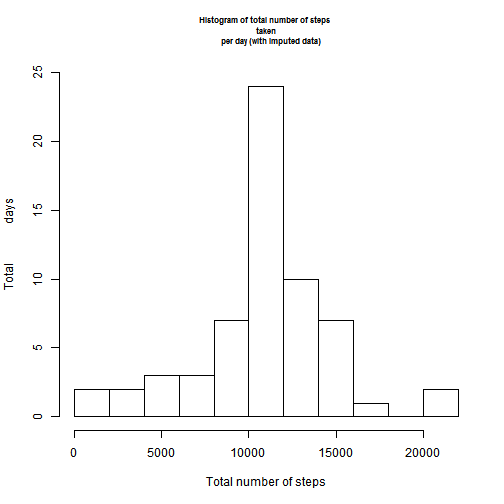 Histogram of total number of steps
taken
per day (with imputed data)
25
20
15
10
5
0
Total days
0 5000 10000 15000 20000
Total number of steps